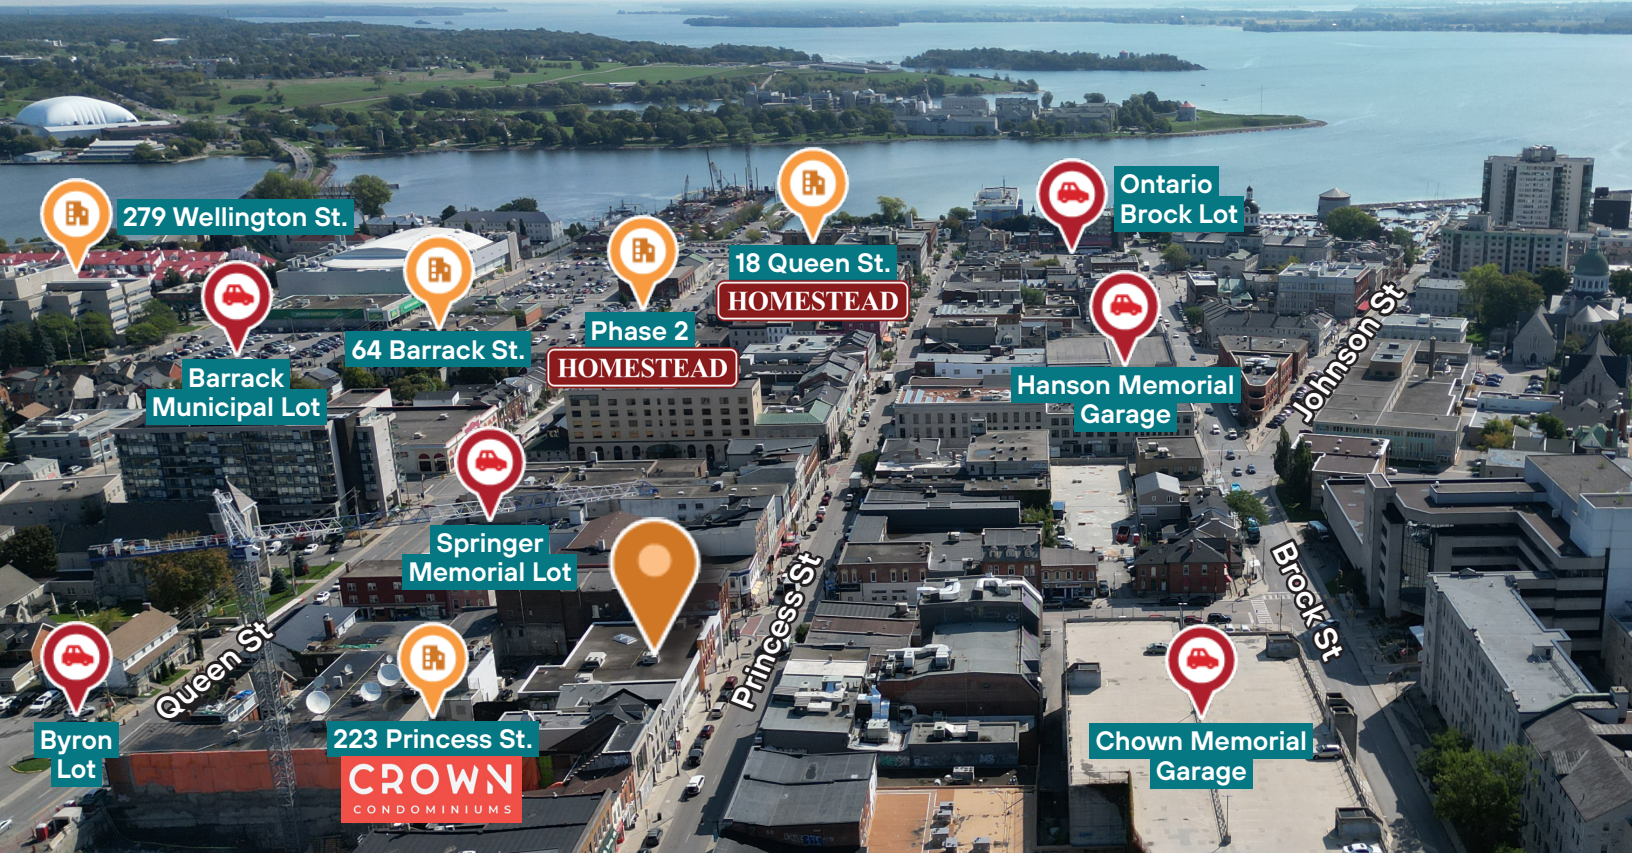 Ontario
Brock Lot
279 Wellington St.
18 Queen St.
HOMESTEAD
Phase 2
HOMESTEAD
64 Barrack St.
Barrack
Municipal Lot
Hanson Memorial
Garage
Johnson St
Springer
Memorial Lot
Princess St
Brock St
Queen St
Byron
Lot
223 Princess St.
CROWN
CONDOMINIUMS
Chown Memorial
Garage